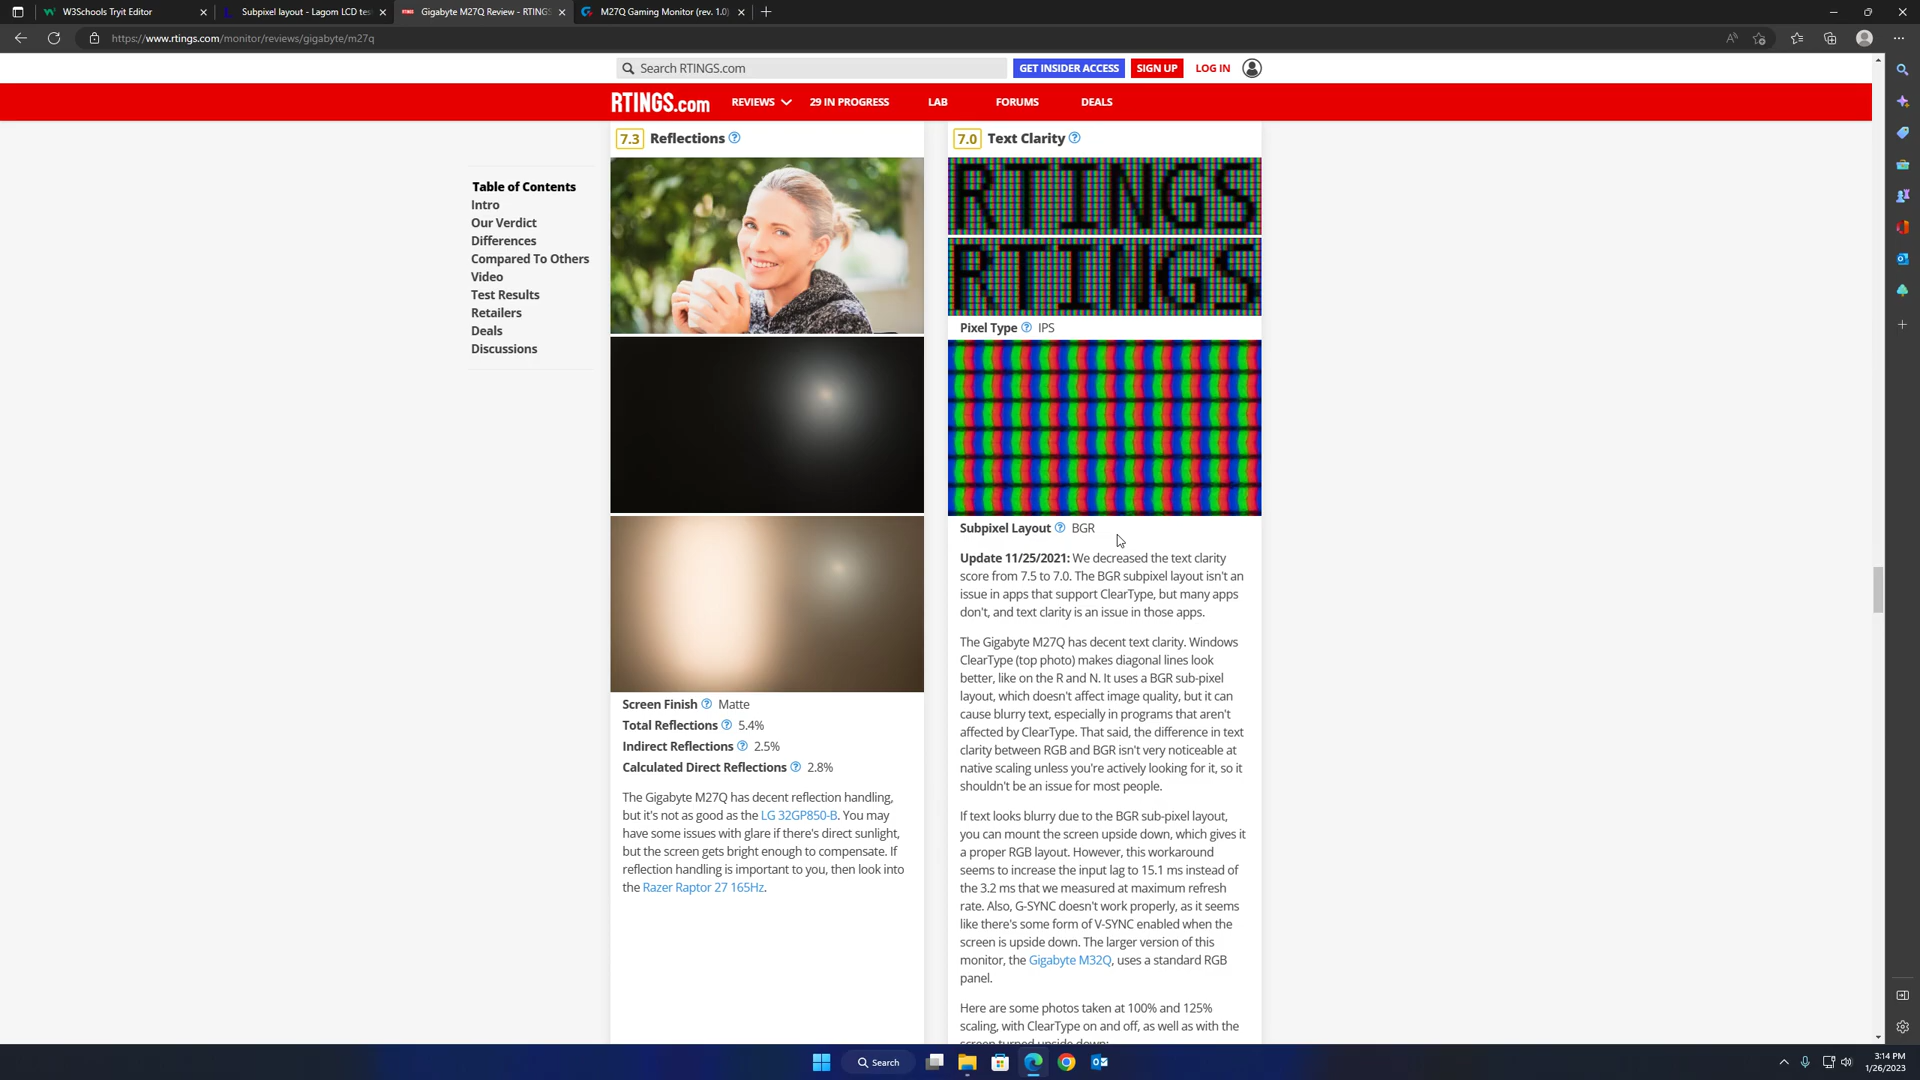 W3Schools Tryit Editor
Subpixel layout - Lagom LCD tes
Gigabyte M27Q Review - RTINGS
M27Q Gaming Monitor (rev. 1.0)
https://www.rtings.com/monitor/reviews/gigabyte/m27q
Search RTINGS.com
GET INSIDER ACCESS
SIGN UP
LOG IN
RTINGS.com
REVIEWS
29 IN PROGRESS
LAB
FORUMS
DEALS
Table of Contents
Intro
Our Verdict
Differences
Compared To Others
Video
Test Results
Retailers
Deals
Discussions
7.3 Reflections
Screen Finish Matte
Total Reflections 5.4%
Indirect Reflections 2.5%
Calculated Direct Reflections 2.8%
The Gigabyte M27Q has decent reflection handling,
but it's not as good as the LG 32GP850-B. You may
have some issues with glare if there's direct sunlight,
but the screen gets bright enough to compensate. If
reflection handling is important to you, then look into
the Razer Raptor 27 165Hz.
7.0 Text Clarity
RTINGS
RTINGS
Pixel Type IPS
Subpixel Layout BGR
Update 11/25/2021: We decreased the text clarity
score from 7.5 to 7.0. The BGR subpixel layout isn't an
issue in apps that support ClearType, but many apps
don't, and text clarity is an issue in those apps.
The Gigabyte M27Q has decent text clarity. Windows
ClearType (top photo) makes diagonal lines look
better, like on the R and N. It uses a BGR sub-pixel
layout, which doesn't affect image quality, but it can
cause blurry text, especially in programs that aren't
affected by ClearType. That said, the difference in text
clarity between RGB and BGR isn't very noticeable at
native scaling unless you're actively looking for it, so it
shouldn't be an issue for most people.
If text looks blurry due to the BGR sub-pixel layout,
you can mount the screen upside down, which gives it
a proper RGB layout. However, this workaround
seems to increase the input lag to 15.1 ms instead of
the 3.2 ms that we measured at maximum refresh
rate. Also, G-SYNC doesn't work properly, as it seems
like there's some form of V-SYNC enabled when the
screen is upside down. The larger version of this
monitor, the Gigabyte M32Q, uses a standard RGB
panel.
Here are some photos taken at 100% and 125%
scaling, with ClearType on and off, as well as with the
screen turned upside down:
Search
3:14 PM
1/26/2023